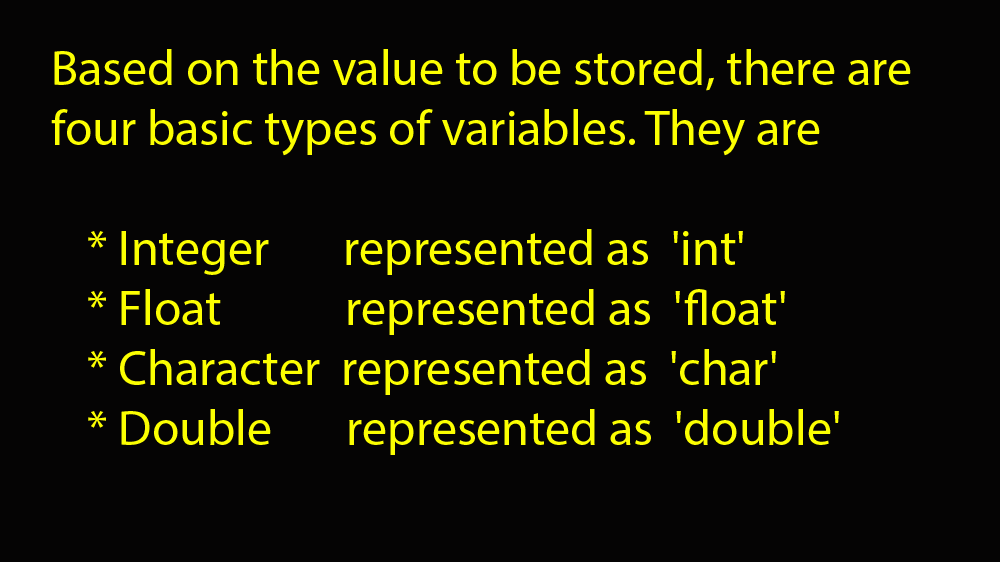 Based on the value to be stored, there are
four basic types of variables. They are
* Integer represented as 'int'
* Float represented as 'float'
* Character represented as 'char'
* Double represented as 'double'